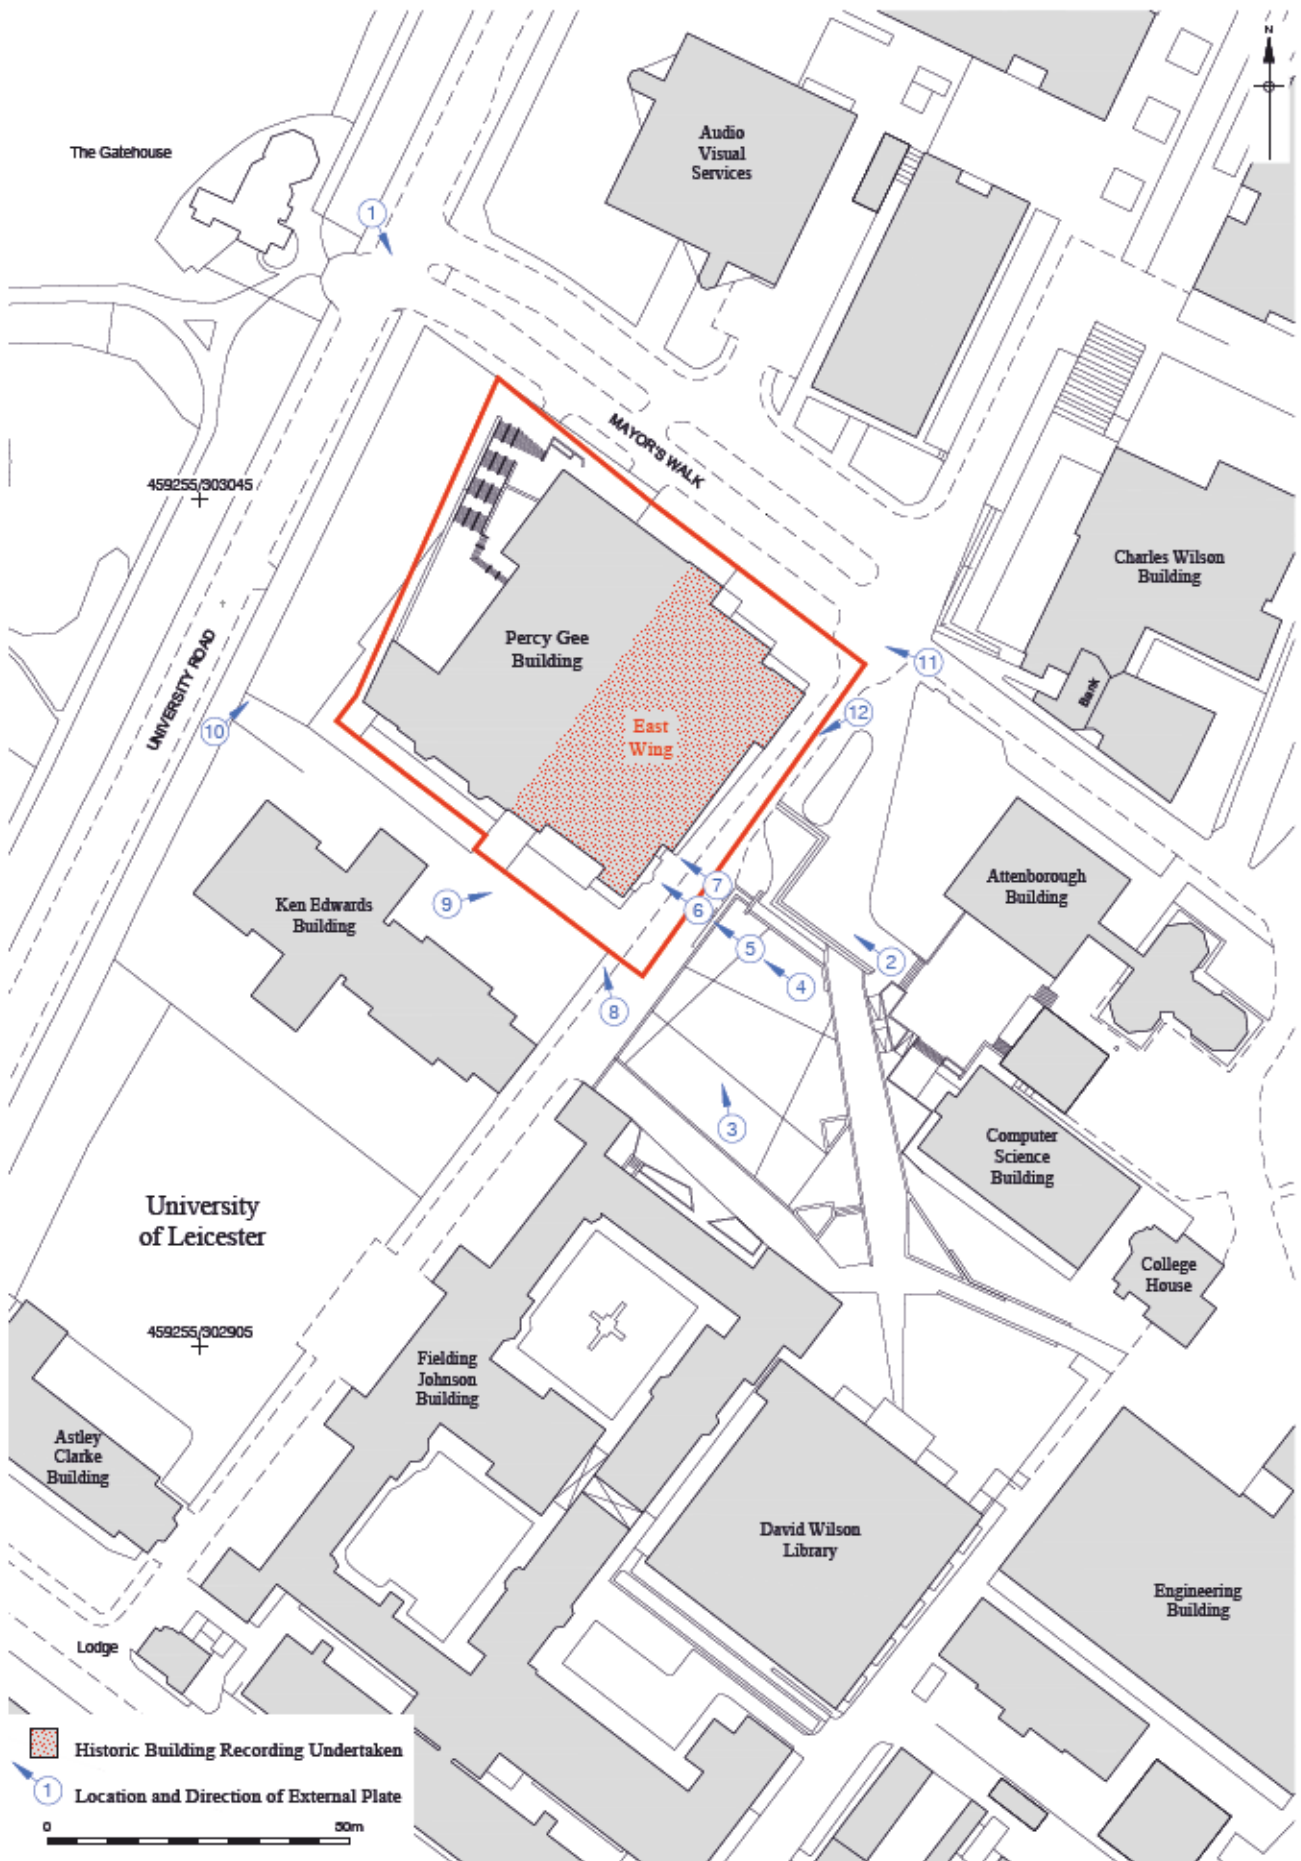 N
The Gatehouse
Audio
Visual
Services
1
MAYOR'S WALK
459255/303045
Charles Wilson
Building
Percy Gee
Building
UNIVERSITY ROAD
11
Bank
10
12
East
Wing
Attenborough
Building
7
9
6
Ken Edwards
Building
5
2
4
8
3
Computer
Science
Building
University
of Leicester
College
House
459255/302905
Fielding
Johnson
Building
Astley
Clarke
Building
David Wilson
Library
Engineering
Building
Lodge
Historic Building Recording Undertaken
1
Location and Direction of External Plate
0 50m